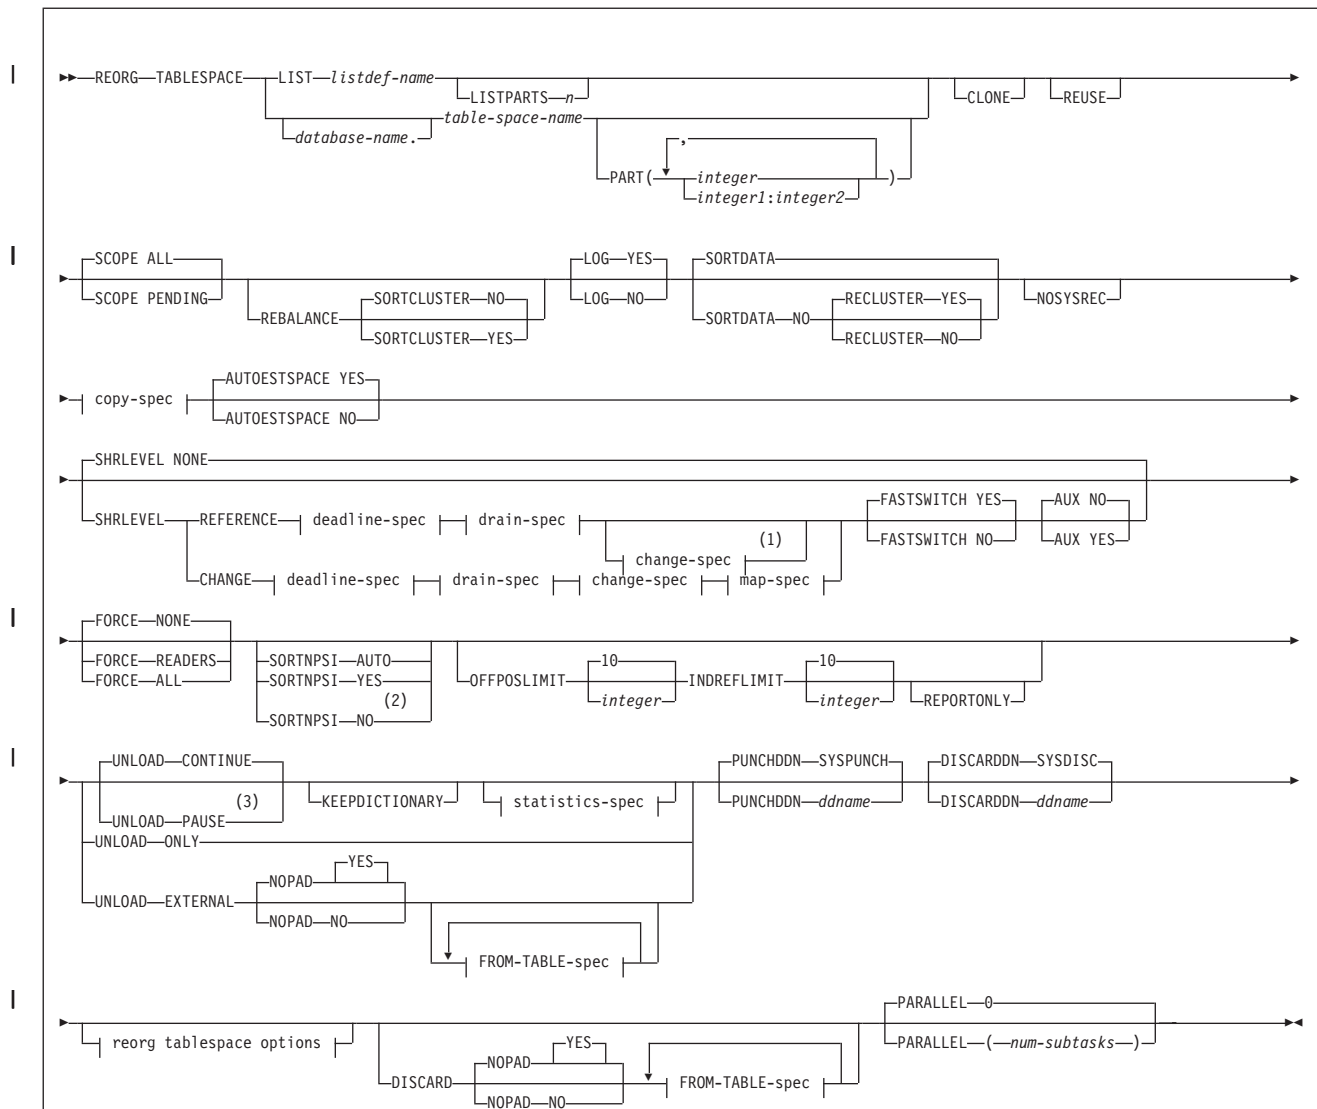 REORG TABLESPACE LIST listdef-name CLONE REUSE
LISTPARTS n
table-space-name
database-name.
,
PART( integer )
integer1:integer2
SCOPE ALL LOG YES SORTDATA
SCOPE PENDING SORTCLUSTER NO LOG NO RECLUSTER YES NOSYSREC
REBALANCE SORTDATA NO
SORTCLUSTER YES RECLUSTER NO
AUTOESTSPACE YES
copy-spec
AUTOESTSPACE NO
SHRLEVEL NONE
FASTSWITCH YES AUX NO
SHRLEVEL REFERENCE deadline-spec drain-spec FASTSWITCH NO AUX YES
(1)
change-spec
CHANGE deadline-spec drain-spec change-spec map-spec
FORCE NONE
FORCE READERS SORTNPSI AUTO 10 10
FORCE ALL SORTNPSI YES OFFPOSLIMIT INDREFLIMIT
(2) integer integer REPORTONLY
SORTNPSI NO
UNLOAD CONTINUE PUNCHDDN SYSPUNCH DISCARDDN SYSDISC
(3) KEEPDICTIONARY statistics-spec PUNCHDDN ddname DISCARDDN ddname
UNLOAD PAUSE
UNLOAD ONLY
YES
NOPAD
UNLOAD EXTERNAL
NOPAD NO
FROM-TABLE-spec
PARALLEL 0
reorg tablespace options PARALLEL ( num-subtasks )
YES
NOPAD
DISCARD FROM-TABLE-spec
NOPAD NO